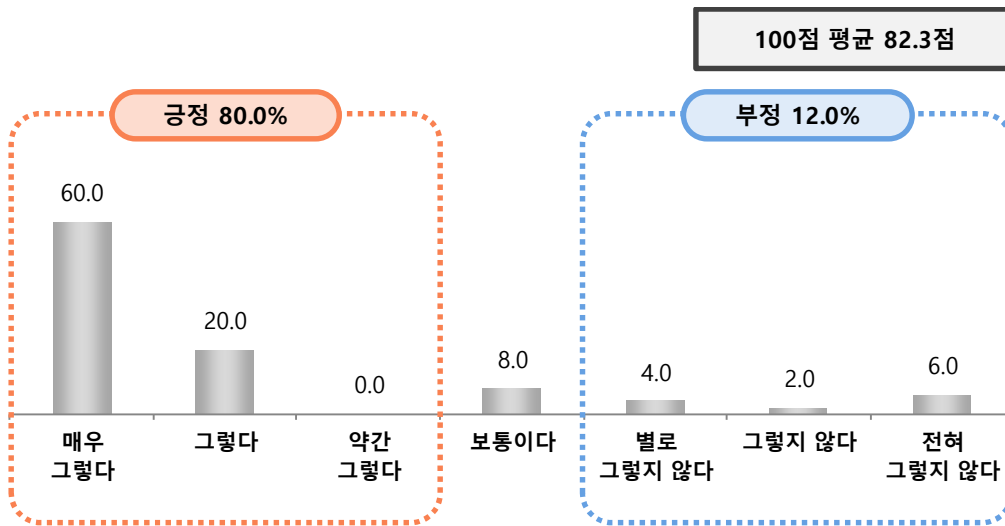 100점 평균 82.3점
긍정 80.0%
부정 12.0%
60.0
20.0
0.0
8.0
4.0
2.0
6.0
매우
그렇다
그렇다
약간
그렇다
보통이다
별로
그렇지 않다
그렇지 않다
전혀
그렇지 않다